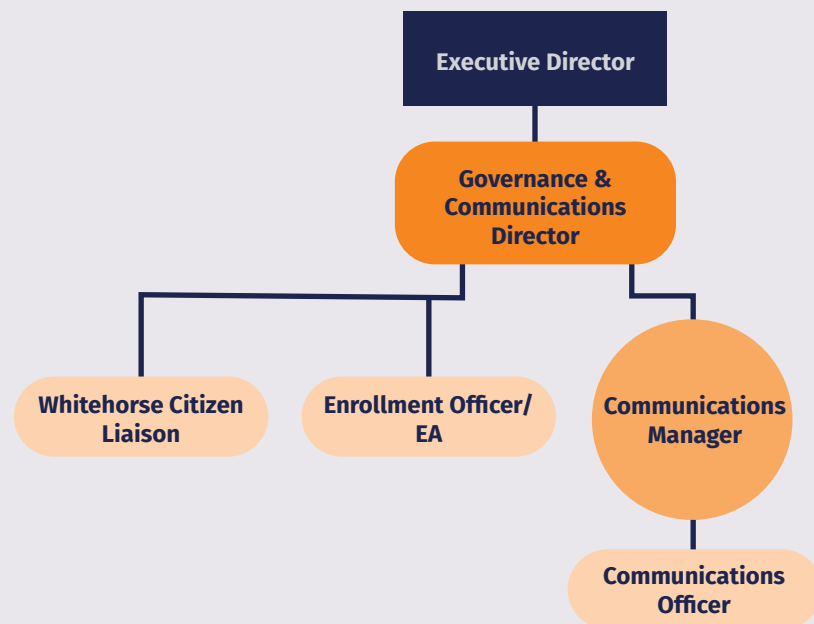 Executive Director
Governance &
Communications
Director
Whitehorse Citizen
Liaison
Enrollment Officer/
EA
Communications
Manager
Communications
Officer